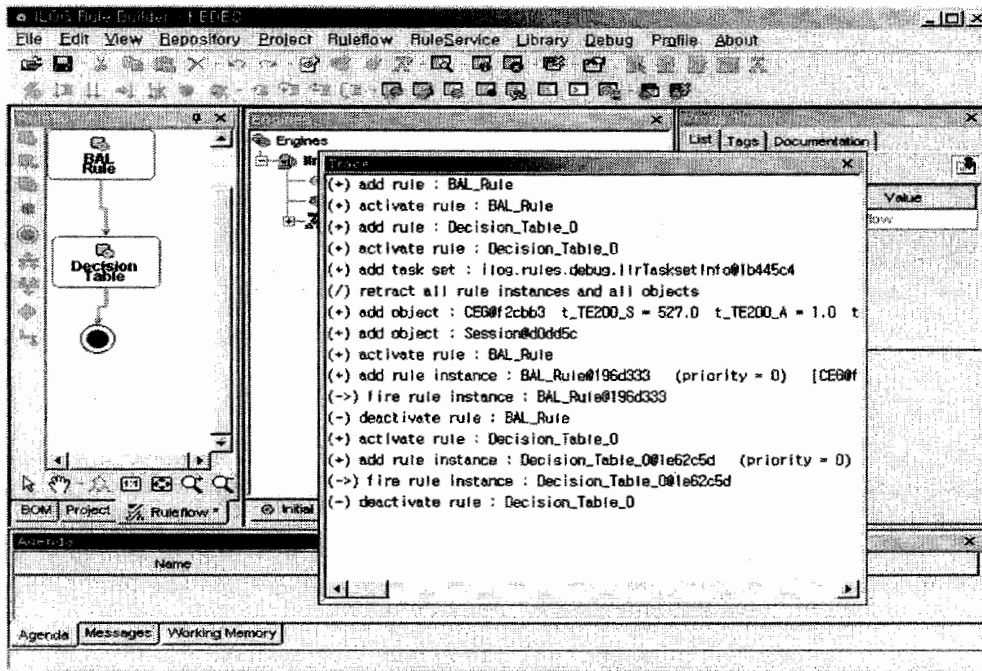 ILOG Rule Builder - FEDEC
File Edit View Repository Project Ruleflow RuleService Library Debug Profile About
Engines
List Tags Documentation
Value
BAL
Rule
Decision
Table
Trace
(+) add rule : BAL_Rule
(+) activate rule : BAL_Rule
(+) add rule : Decision_Table_0
(+) activate rule : Decision_Table_0
(+) add task set : ilog.rules.debug.IlrTasksetInfo@1b445c4
(/) retract all rule instances and all objects
(+) add object : CEG@f2cbb3 t_TE200_S = 527.0 t_TE200_A = 1.0 t
(+) add object : Session@d0dd5c
(+) activate rule : BAL_Rule
(+) add rule instance : BAL_Rule@196d333 (priority = 0) [CEG@f
(->) fire rule instance : BAL_Rule@196d333
(-) deactivate rule : BAL_Rule
(+) activate rule : Decision_Table_0
(+) add rule instance : Decision_Table_0@1e62c5d (priority = 0)
(->) fire rule instance : Decision_Table_0@1e62c5d
(-) deactivate rule : Decision_Table_0
BOM Project Ruleflow *
Initial
Agenda
Name
Agenda Messages Working Memory